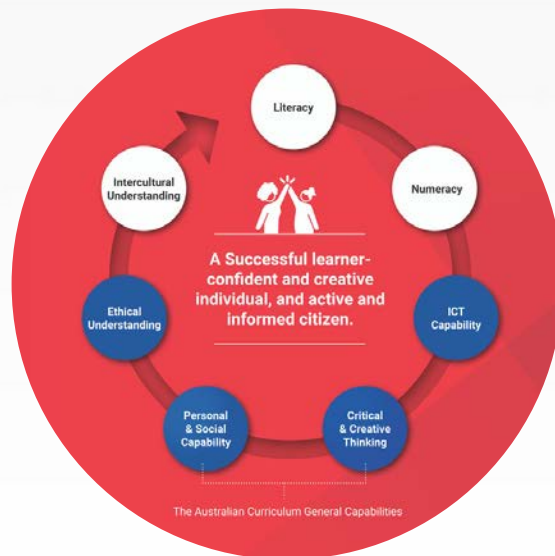 Literacy
Numeracy
ICT
Capability
Critical
& Creative
Thinking
Personal
& Social
Capability
Ethical
Understanding
Intercultural
Understanding
A Successful learner-
confident and creative
individual, and active and
informed citizen.
The Australian Curriculum General Capabilities